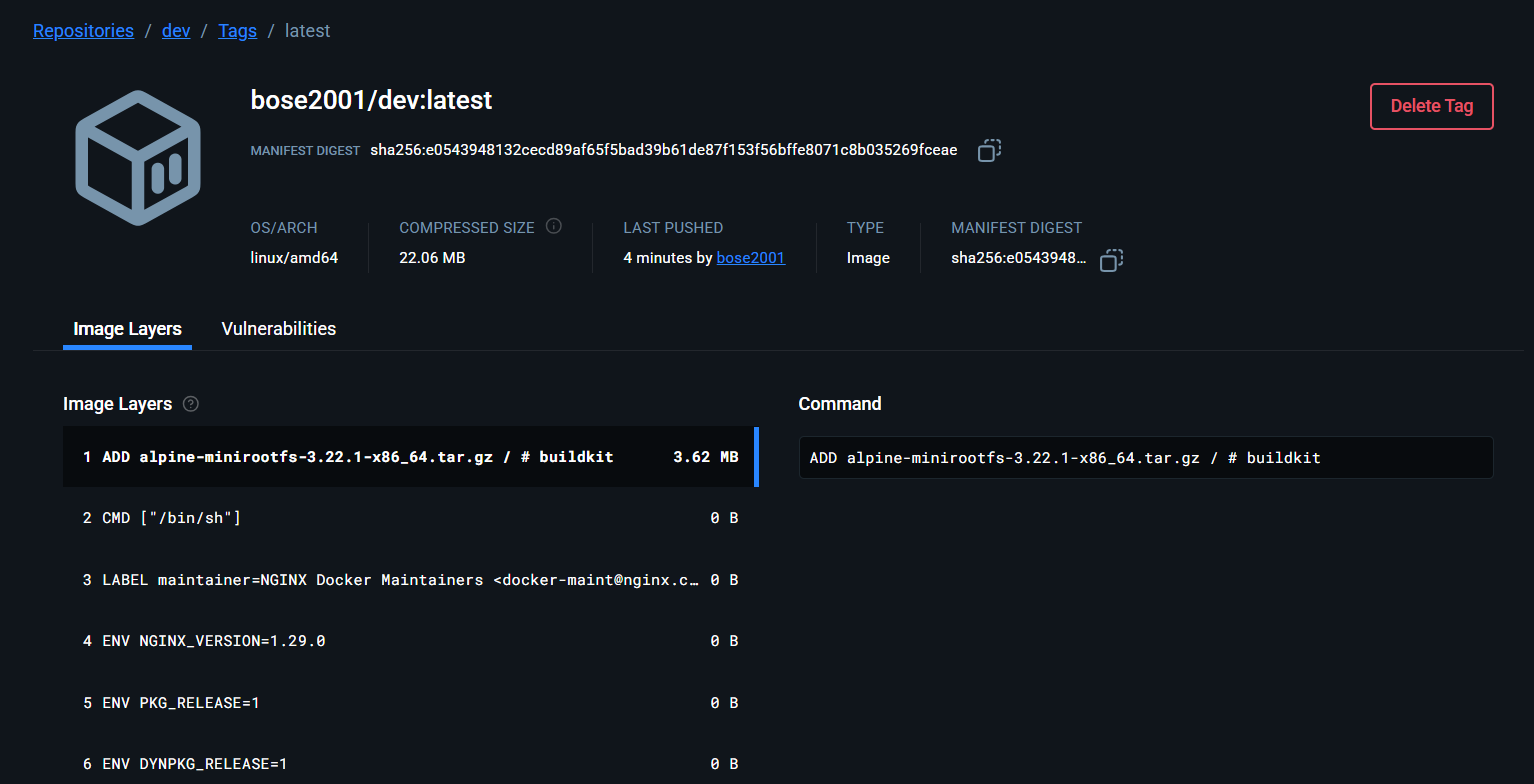 Repositories / dev / Tags / latest
bose2001/dev:latest
Delete Tag
MANIFEST DIGEST sha256:e0543948132cecd89af65f5bad39b61de87f153f56bffe8071c8b035269fceae
OS/ARCH COMPRESSED SIZE LAST PUSHED TYPE MANIFEST DIGEST
linux/amd64 22.06 MB 4 minutes by bose2001 Image sha256:e0543948...
Image Layers Vulnerabilities
Image Layers Command
1 ADD alpine-minirootfs-3.22.1-x86_64.tar.gz / # buildkit 3.62 MB
ADD alpine-minirootfs-3.22.1-x86_64.tar.gz / # buildkit
2 CMD ["/bin/sh"] 0 B
3 LABEL maintainer=NGINX Docker Maintainers <docker-maint@nginx.c… 0 B
4 ENV NGINX_VERSION=1.29.0 0 B
5 ENV PKG_RELEASE=1 0 B
6 ENV DYNPKG_RELEASE=1 0 B